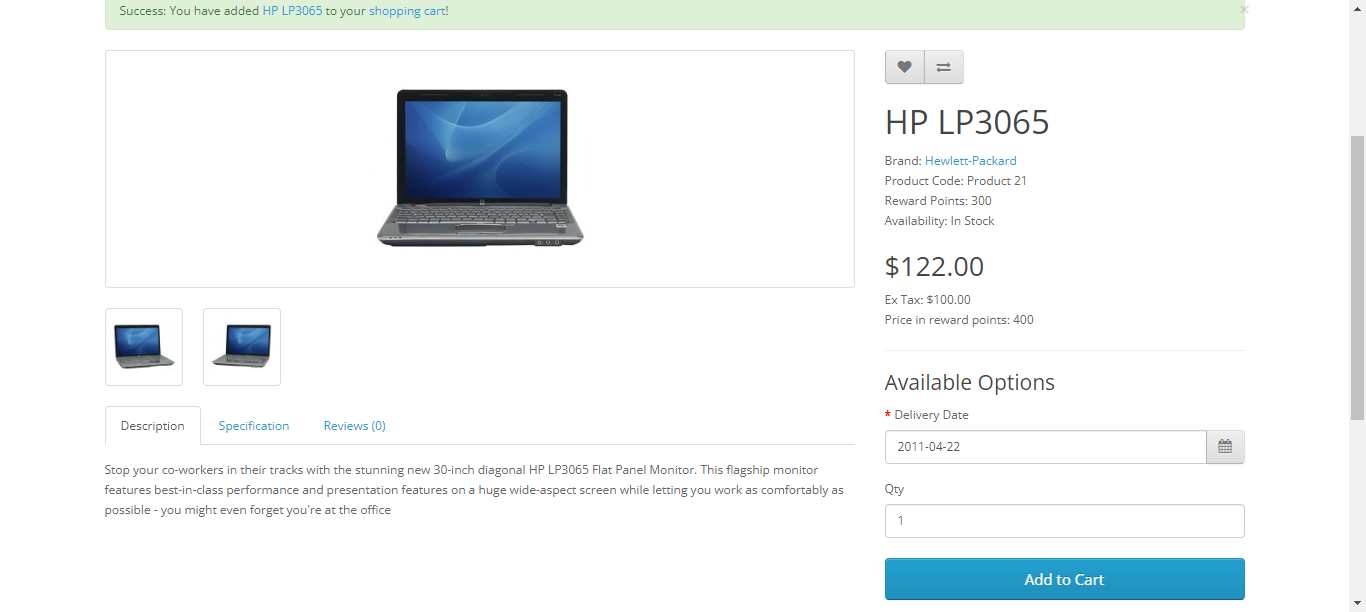 Success: You have added HP LP3065 to your shopping cart!
×
HP LP3065
Brand: Hewlett-Packard
Product Code: Product 21
Reward Points: 300
Availability: In Stock
$122.00
Ex Tax: $100.00
Price in reward points: 400
Available Options
* Delivery Date
2011-04-22
Qty
1
Add to Cart
Description
Specification
Reviews (0)
Stop your co-workers in their tracks with the stunning new 30-inch diagonal HP LP3065 Flat Panel Monitor. This flagship monitor
features best-in-class performance and presentation features on a huge wide-aspect screen while letting you work as comfortably as
possible - you might even forget you're at the office